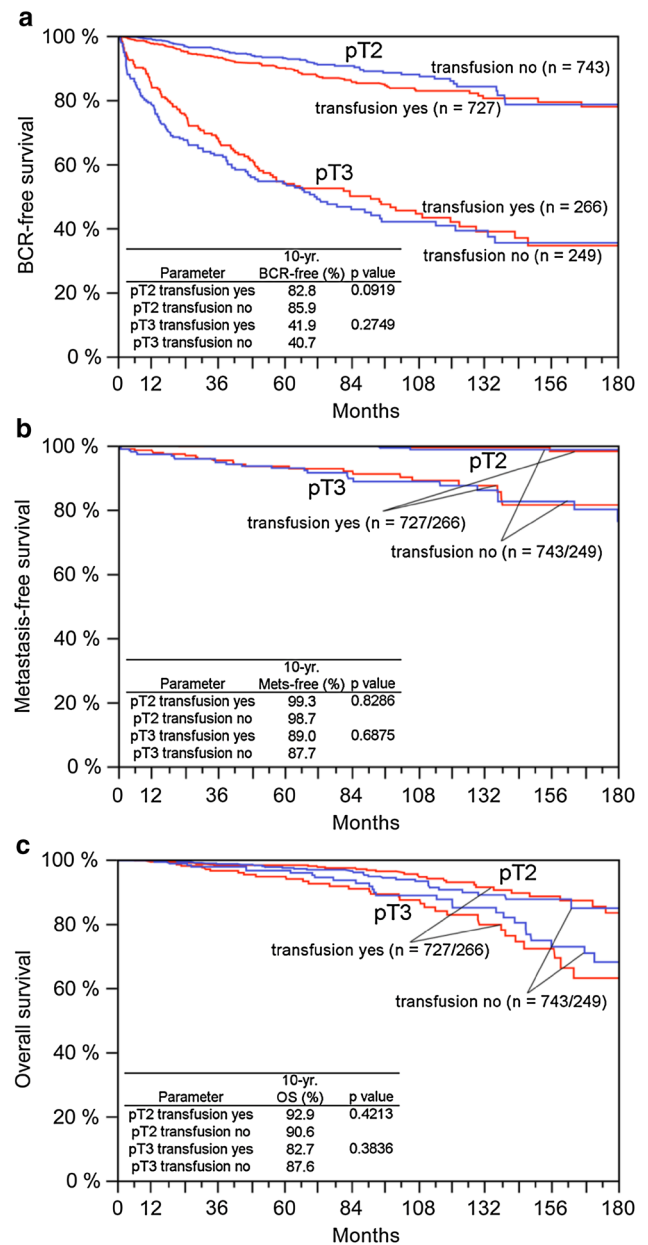 a
100 %
80 %
60 %
40 %
20 %
0 %
BCR-free survival
pT2
transfusion no (n = 743)
transfusion yes (n = 727)
pT3
transfusion yes (n = 266)
transfusion no (n = 249)
10-yr.
Parameter BCR-free (%) p value
pT2 transfusion yes 82.8 0.0919
pT2 transfusion no 85.9
pT3 transfusion yes 41.9 0.2749
pT3 transfusion no 40.7
0 12 36 60 84 108 132 156 180
Months
b
100 %
80 %
60 %
40 %
20 %
0 %
Metastasis-free survival
pT2
pT3
transfusion yes (n = 727/266)
transfusion no (n = 743/249)
10-yr.
Parameter Mets-free (%) p value
pT2 transfusion yes 99.3 0.8286
pT2 transfusion no 98.7
pT3 transfusion yes 89.0 0.6875
pT3 transfusion no 87.7
0 12 36 60 84 108 132 156 180
Months
c
100 %
80 %
60 %
40 %
20 %
0 %
Overall survival
pT2
pT3
transfusion yes (n = 727/266)
transfusion no (n = 743/249)
10-yr.
Parameter OS (%) p value
pT2 transfusion yes 92.9 0.4213
pT2 transfusion no 90.6
pT3 transfusion yes 82.7 0.3836
pT3 transfusion no 87.6
0 12 36 60 84 108 132 156 180
Months